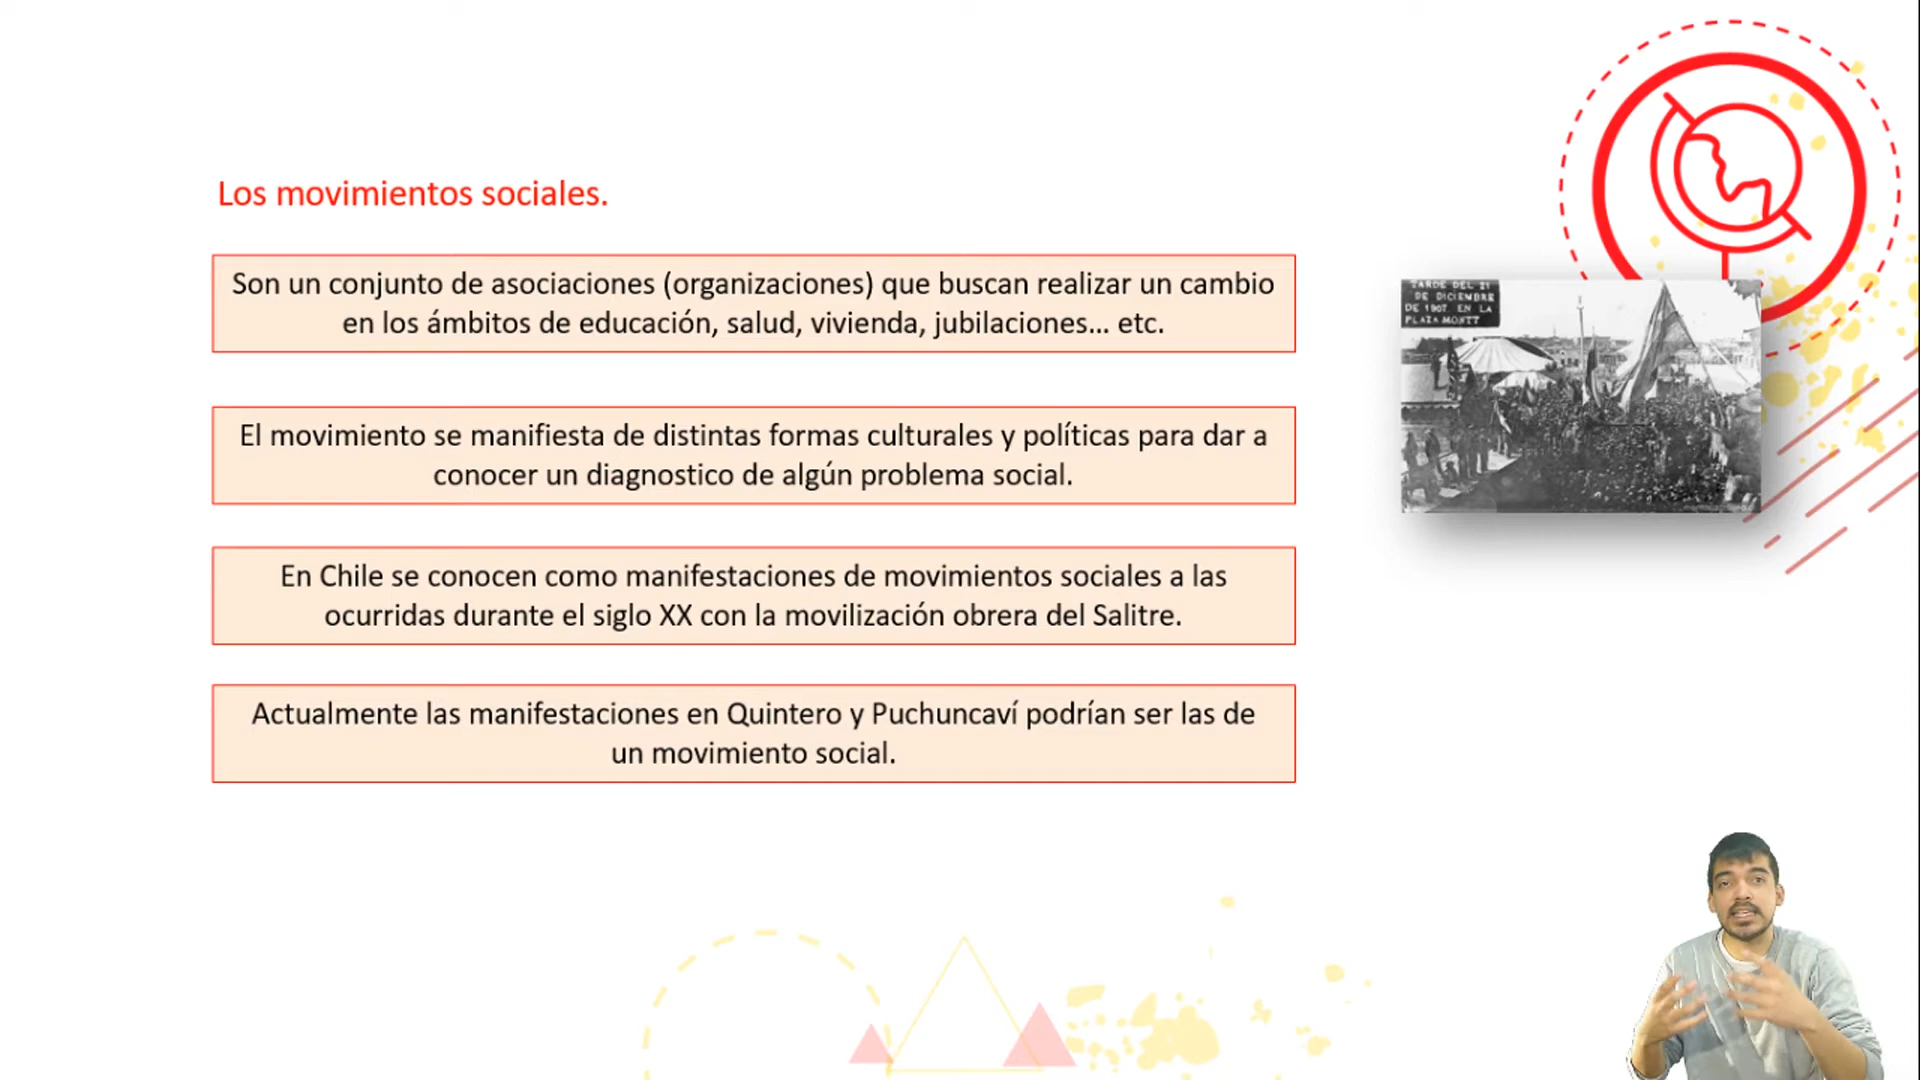 Los movimientos sociales.
Son un conjunto de asociaciones (organizaciones) que buscan realizar un cambio
en los ámbitos de educación, salud, vivienda, jubilaciones... etc.
TARDE DEL 21
DE DICIEMBRE
DE 1907. EN LA
PLAZA MONTT
El movimiento se manifiesta de distintas formas culturales y políticas para dar a
conocer un diagnostico de algún problema social.
En Chile se conocen como manifestaciones de movimientos sociales a las
ocurridas durante el siglo XX con la movilización obrera del Salitre.
Actualmente las manifestaciones en Quintero y Puchuncaví podrían ser las de
un movimiento social.